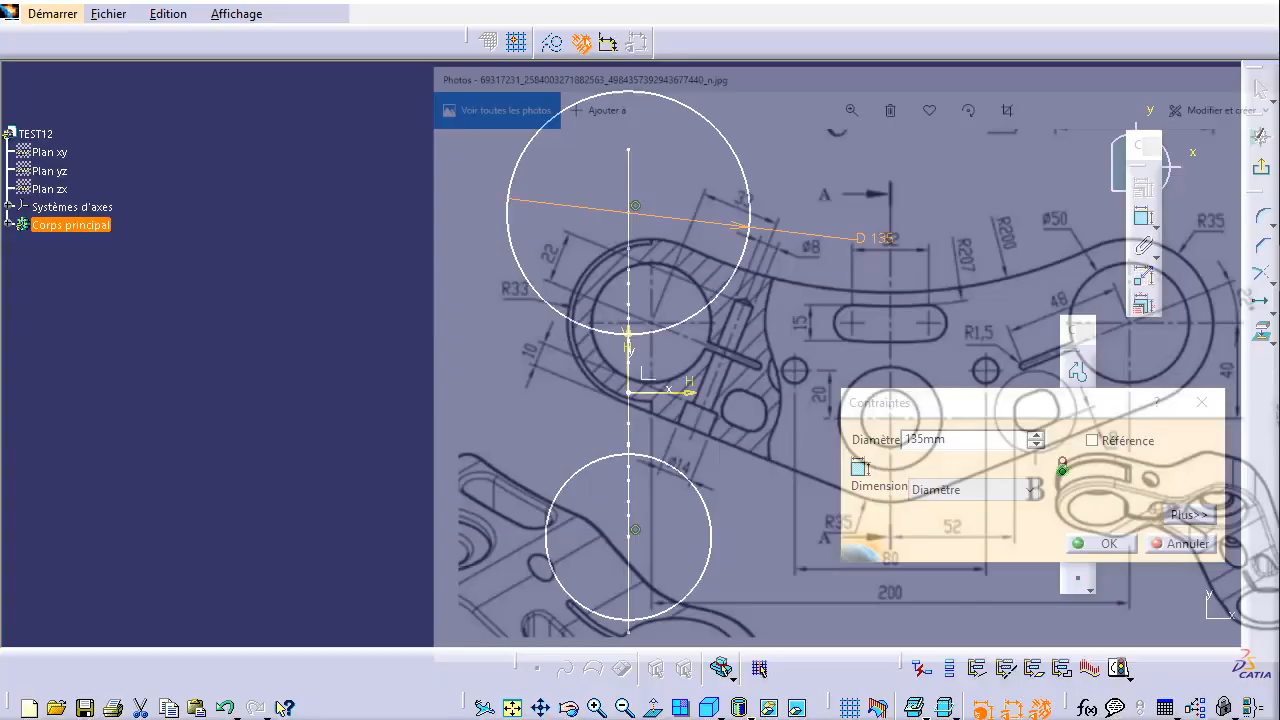 Démarrer Fichier Edition Affichage
Photos - 69317231_2584003271882563_4984357392943677440_n.jpg
Voir toutes les photos
Ajouter à
Modifier et créer
TEST12
Plan xy
Plan yz
Plan zx
Systèmes d'axes
Corps principal
y
x
A
Ø50
R35
R200
R207
Ø8
D 135
22
R33
15
R1,5
48
10
20
40
H
y
x H
Contraintes ? X
Diamètre 135mm
Référence
Dimension Diamètre
Plus>>
OK Annuler
Ø14
B
R35
A
52
80
200
y
x
CATIA
f(x)